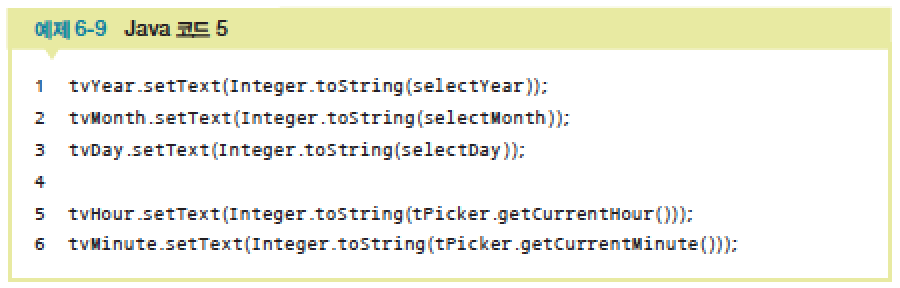 예제 6-9 Java 코드 5
1 tvYear.setText(Integer.toString(selectYear));
2 tvMonth.setText(Integer.toString(selectMonth));
3 tvDay.setText(Integer.toString(selectDay));
4
5 tvHour.setText(Integer.toString(tPicker.getCurrentHour()));
6 tvMinute.setText(Integer.toString(tPicker.getCurrentMinute()));